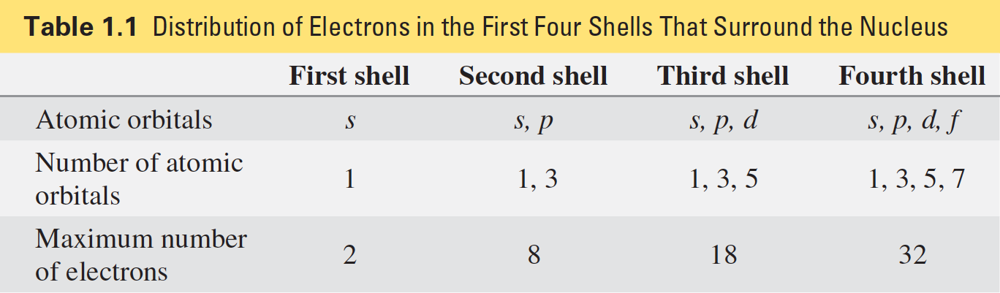 Table 1.1 Distribution of Electrons in the First Four Shells That Surround the Nucleus
First shell Second shell Third shell Fourth shell
Atomic orbitals s s, p s, p, d s, p, d, f
Number of atomic
orbitals 1 1, 3 1, 3, 5 1, 3, 5, 7
Maximum number
of electrons 2 8 18 32